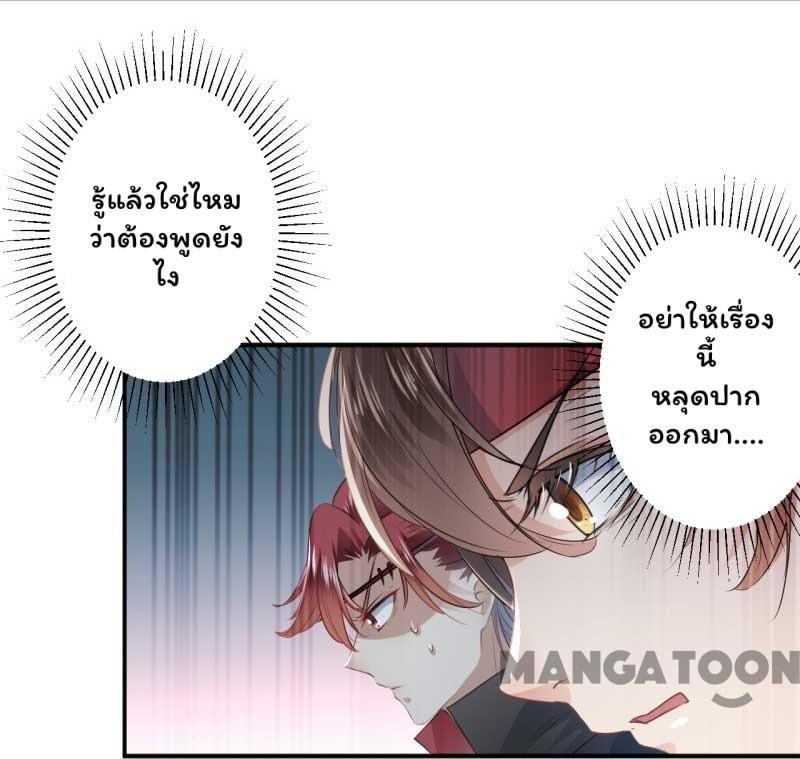 รู้แล้วใช่ไหม
ว่าต้องพูดยัง
ไง
อย่าให้เรื่อง
นี้
หลุดปาก
ออกมา....
MANGATOON